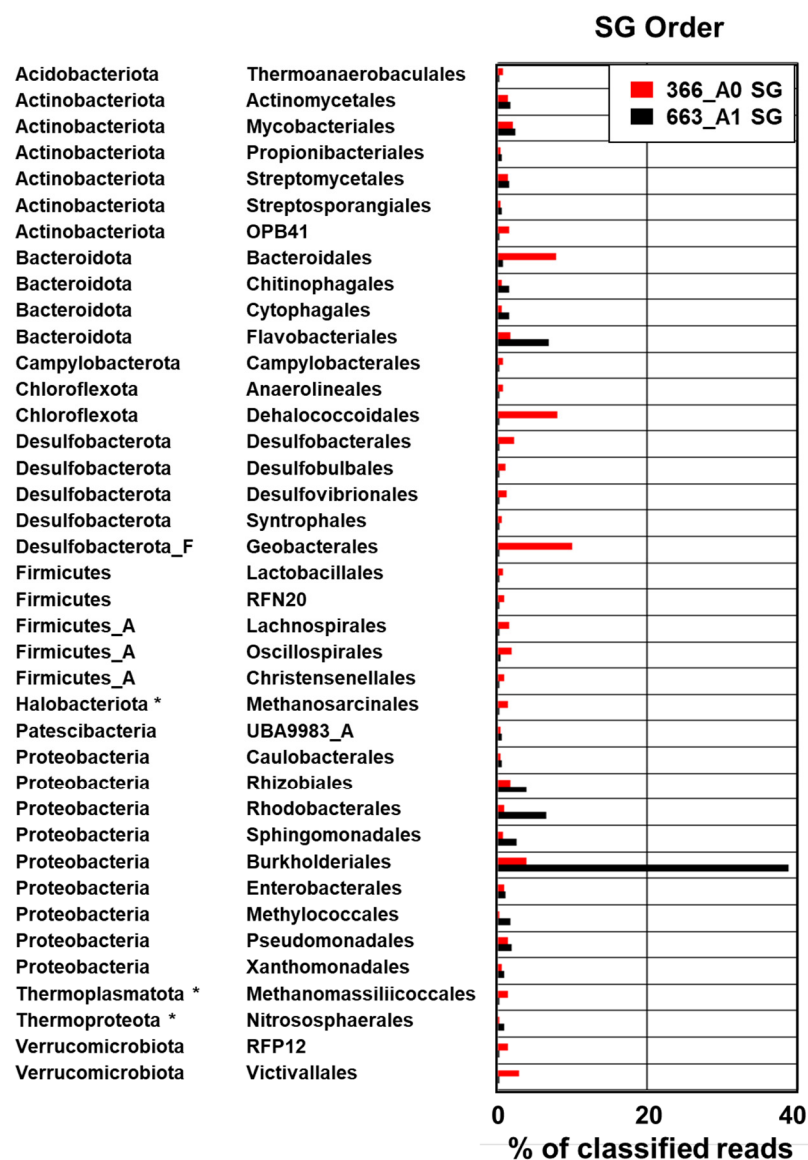 SG Order
366_A0 SG
663_A1 SG
Acidobacteriota Thermoanaerobaculales
Actinobacteriota Actinomycetales
Actinobacteriota Mycobacteriales
Actinobacteriota Propionibacteriales
Actinobacteriota Streptomycetales
Actinobacteriota Streptosporangiales
Actinobacteriota OPB41
Bacteroidota Bacteroidales
Bacteroidota Chitinophagales
Bacteroidota Cytophagales
Bacteroidota Flavobacteriales
Campylobacterota Campylobacterales
Chloroflexota Anaerolineales
Chloroflexota Dehalococcoidales
Desulfobacterota Desulfobacterales
Desulfobacterota Desulfobulbales
Desulfobacterota Desulfovibrionales
Desulfobacterota Syntrophales
Desulfobacterota_F Geobacterales
Firmicutes Lactobacillales
Firmicutes RFN20
Firmicutes_A Lachnospirales
Firmicutes_A Oscillospirales
Firmicutes_A Christensenellales
Halobacteriota * Methanosarcinales
Patescibacteria UBA9983_A
Proteobacteria Caulobacterales
Proteobacteria Rhizobiales
Proteobacteria Rhodobacterales
Proteobacteria Sphingomonadales
Proteobacteria Burkholderiales
Proteobacteria Enterobacterales
Proteobacteria Methylococcales
Proteobacteria Pseudomonadales
Proteobacteria Xanthomonadales
Thermoplasmatota * Methanomassiliicoccales
Thermoproteota * Nitrososphaerales
Verrucomicrobiota RFP12
Verrucomicrobiota Victivallales
0 20 40
% of classified reads